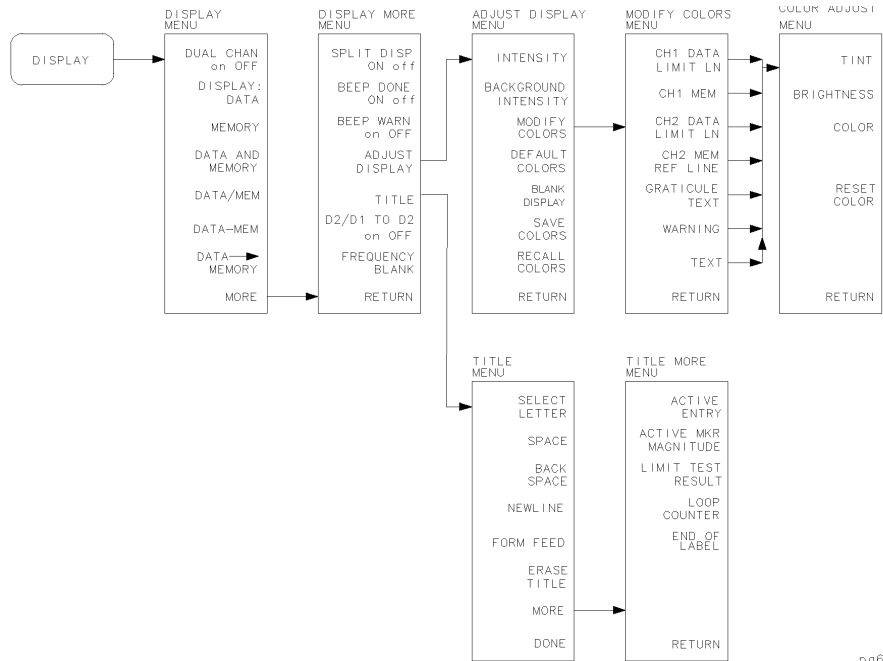 DISPLAY
DISPLAY
MENU
DUAL CHAN
on OFF
DISPLAY:
DATA
MEMORY
DATA AND
MEMORY
DATA/MEM
DATA–MEM
DATA
MEMORY
MORE
DISPLAY MORE
MENU
SPLIT DISP
ON off
BEEP DONE
ON off
BEEP WARN
on OFF
ADJUST
DISPLAY
TITLE
D2/D1 TO D2
on OFF
FREQUENCY
BLANK
RETURN
ADJUST DISPLAY
MENU
INTENSITY
BACKGROUND
INTENSITY
MODIFY
COLORS
DEFAULT
COLORS
BLANK
DISPLAY
SAVE
COLORS
RECALL
COLORS
RETURN
MODIFY COLORS
MENU
CH1 DATA
LIMIT LN
CH1 MEM
CH2 DATA
LIMIT LN
CH2 MEM
REF LINE
GRATICULE
TEXT
WARNING
TEXT
RETURN
COLOR ADJUST
MENU
TINT
BRIGHTNESS
COLOR
RESET
COLOR
RETURN
TITLE
MENU
SELECT
LETTER
SPACE
BACK
SPACE
NEWLINE
FORM FEED
ERASE
TITLE
MORE
DONE
TITLE MORE
MENU
ACTIVE
ENTRY
ACTIVE MKR
MAGNITUDE
LIMIT TEST
RESULT
LOOP
COUNTER
END OF
LABEL
RETURN